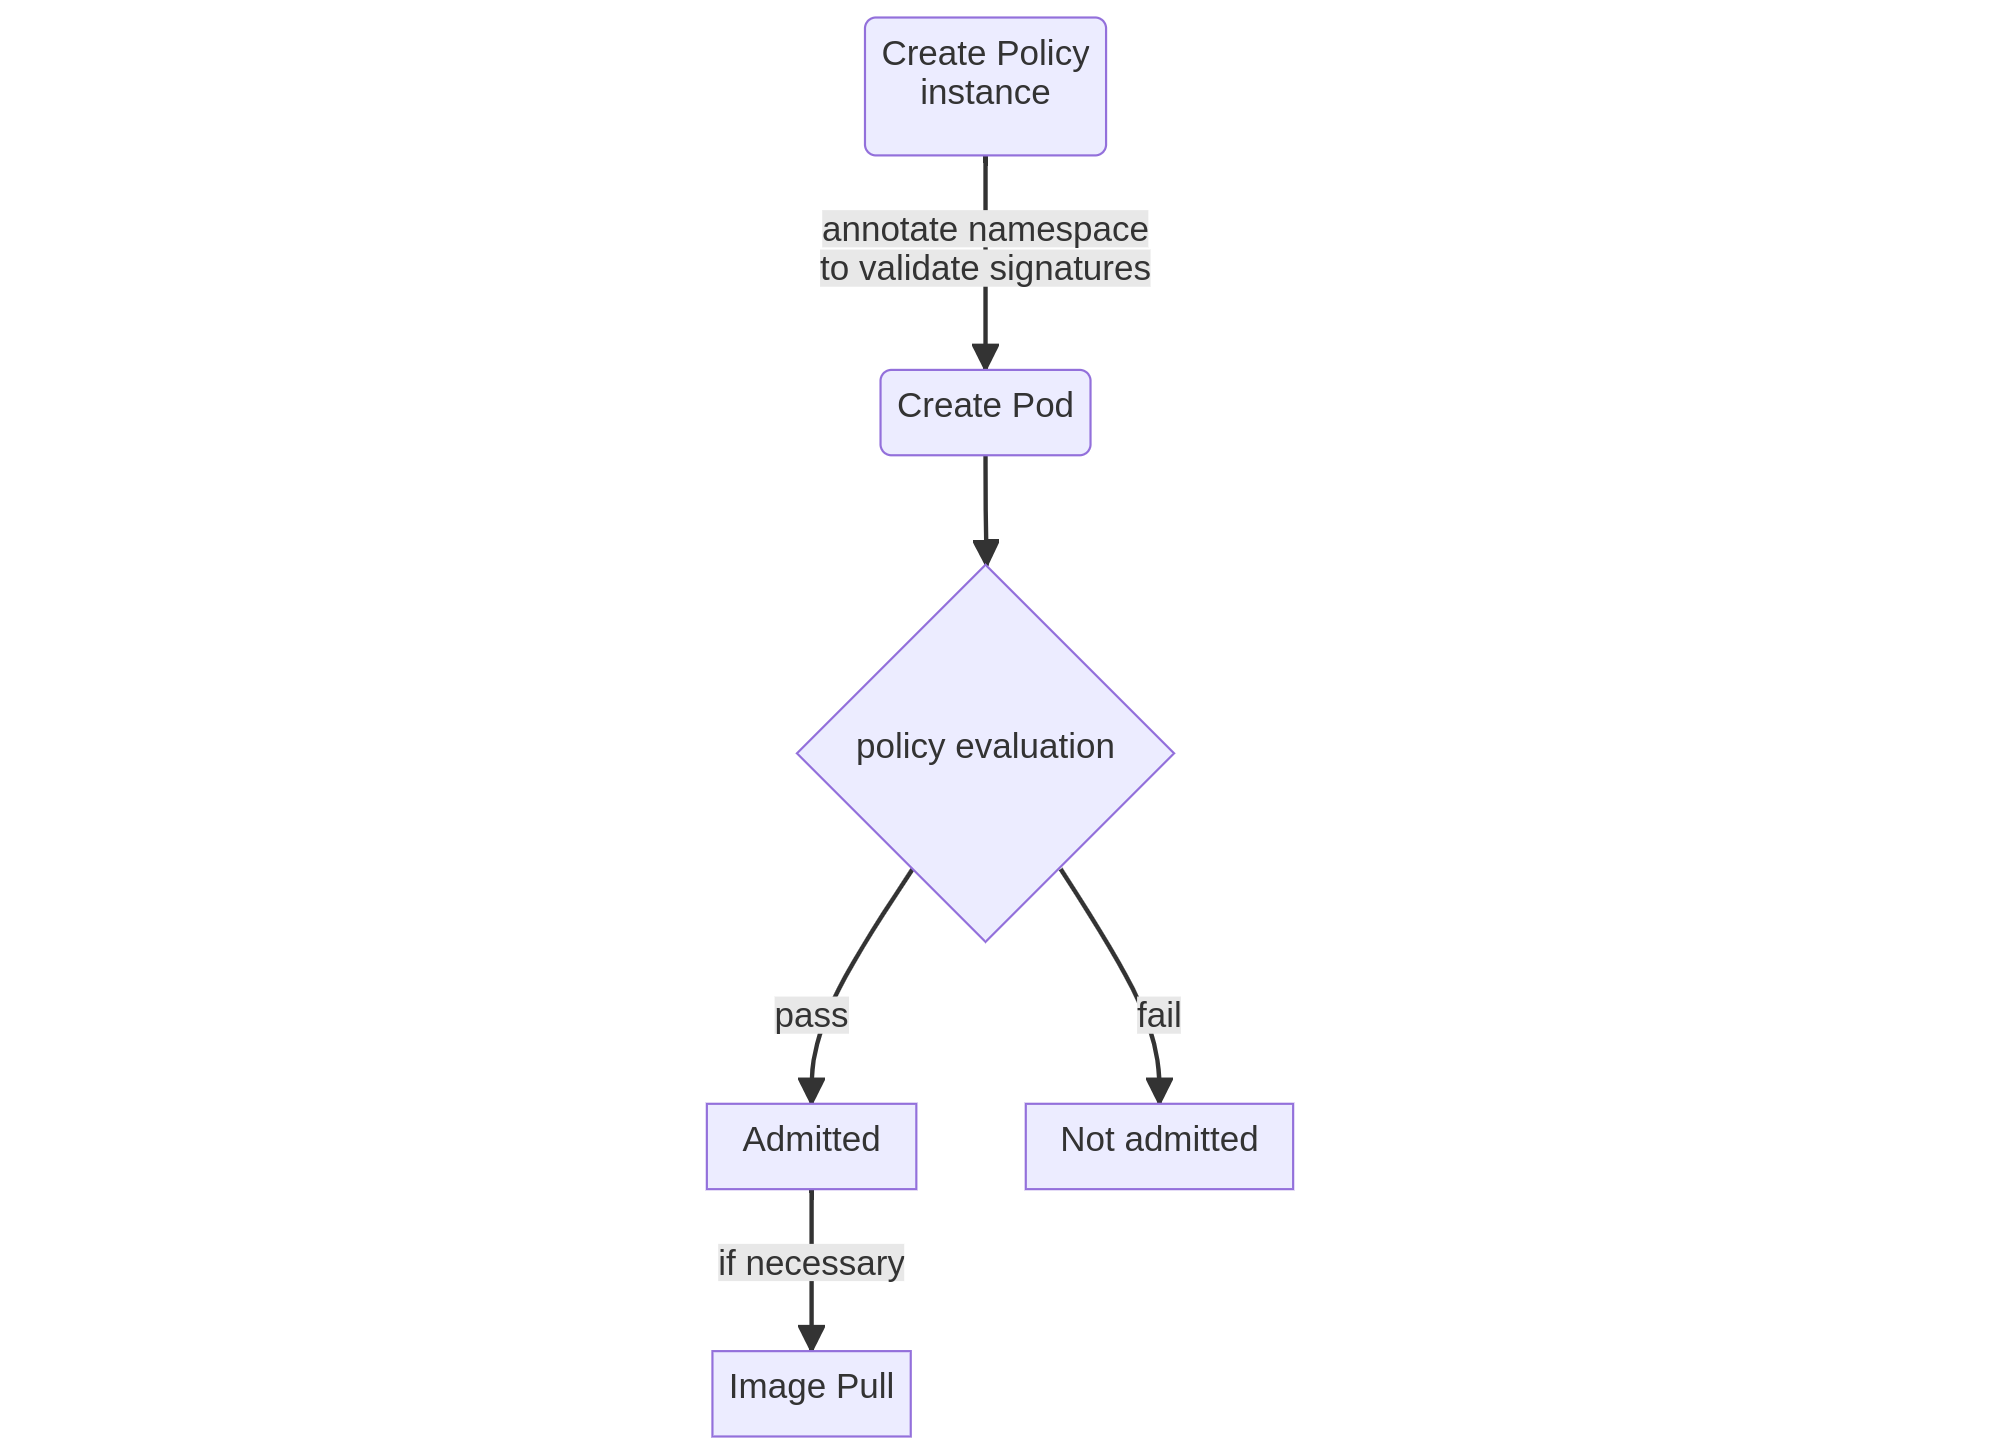 Create Policy
instance
annotate namespace
to validate signatures
Create Pod
policy evaluation
pass
fail
Admitted
Not admitted
if necessary
Image Pull